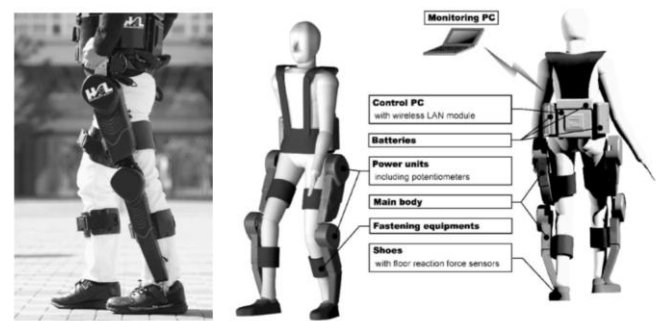 HAL
Monitoring PC
Control PC
with wireless LAN module
Batteries
Power units
including potentiometers
Main body
Fastening equipments
Shoes
with floor reaction force sensors